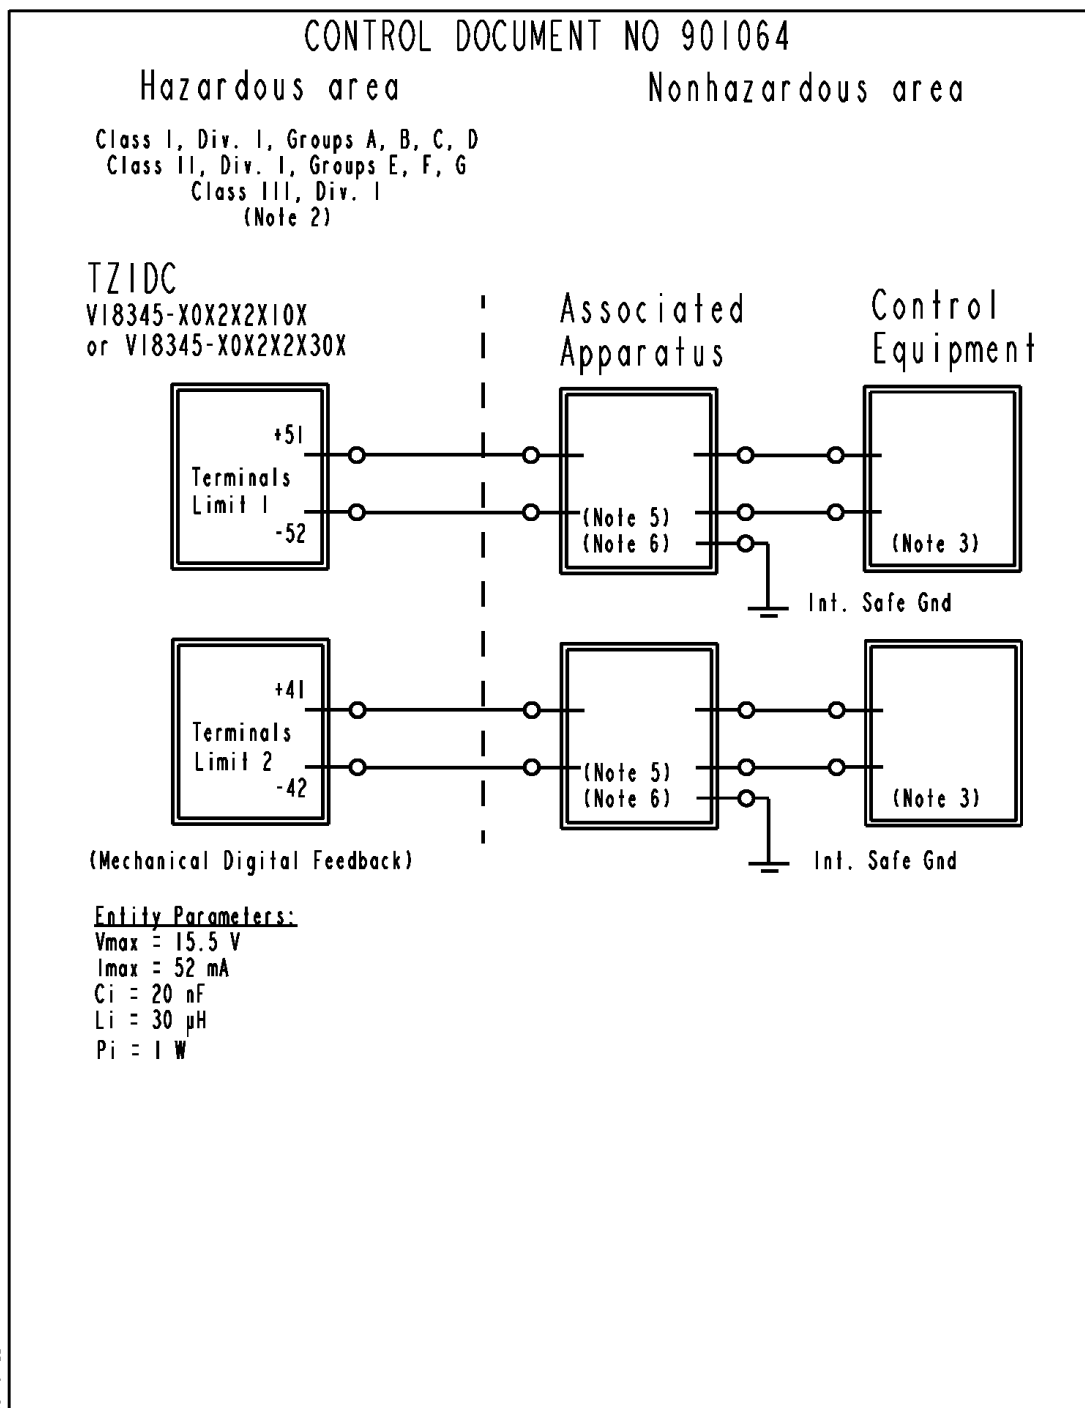 CONTROL DOCUMENT NO 901064
Hazardous area
Nonhazardous area
Class I, Div. I, Groups A, B, C, D
Class II, Div. I, Groups E, F, G
Class III, Div. I
(Note 2)
TZIDC
V18345-X0X2X2X10X
or V18345-X0X2X2X30X
Associated
Apparatus
Control
Equipment
+51
Terminals
Limit 1
-52
(Note 5)
(Note 6)
(Note 3)
Int. Safe Gnd
+41
Terminals
Limit 2
-42
(Note 5)
(Note 6)
(Note 3)
Int. Safe Gnd
(Mechanical Digital Feedback)
Entity Parameters:
Vmax = 15.5 V
Imax = 52 mA
Ci = 20 nF
Li = 30 µH
Pi = 1 W